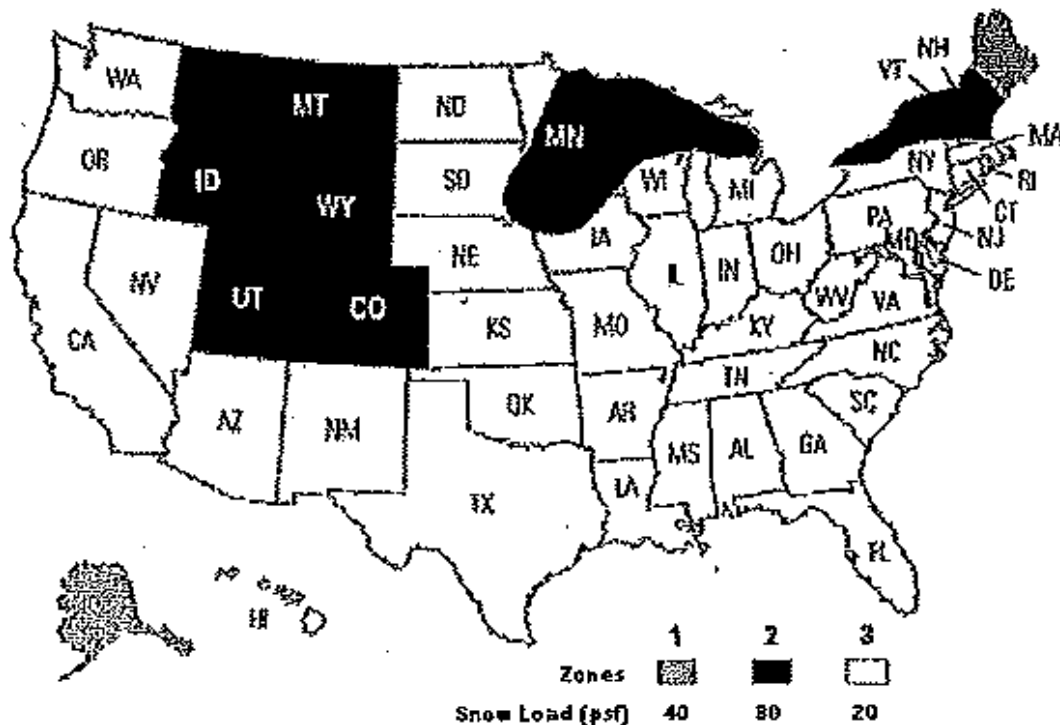 NH
VT
WA
MT
ND
MN
MA
OR
ID
SD
WI
MI
NY
RI
WY
CT
IA
PA
NJ
NE
OH
MD
NV
UT
IL
IN
DE
CO
WV
VA
CA
KS
MO
KY
NC
TN
AZ
NM
OK
AR
SC
MS
AL
GA
LA
TX
FL
HI
1 2 3
Zones
Snow Load (psf) 40 30 20